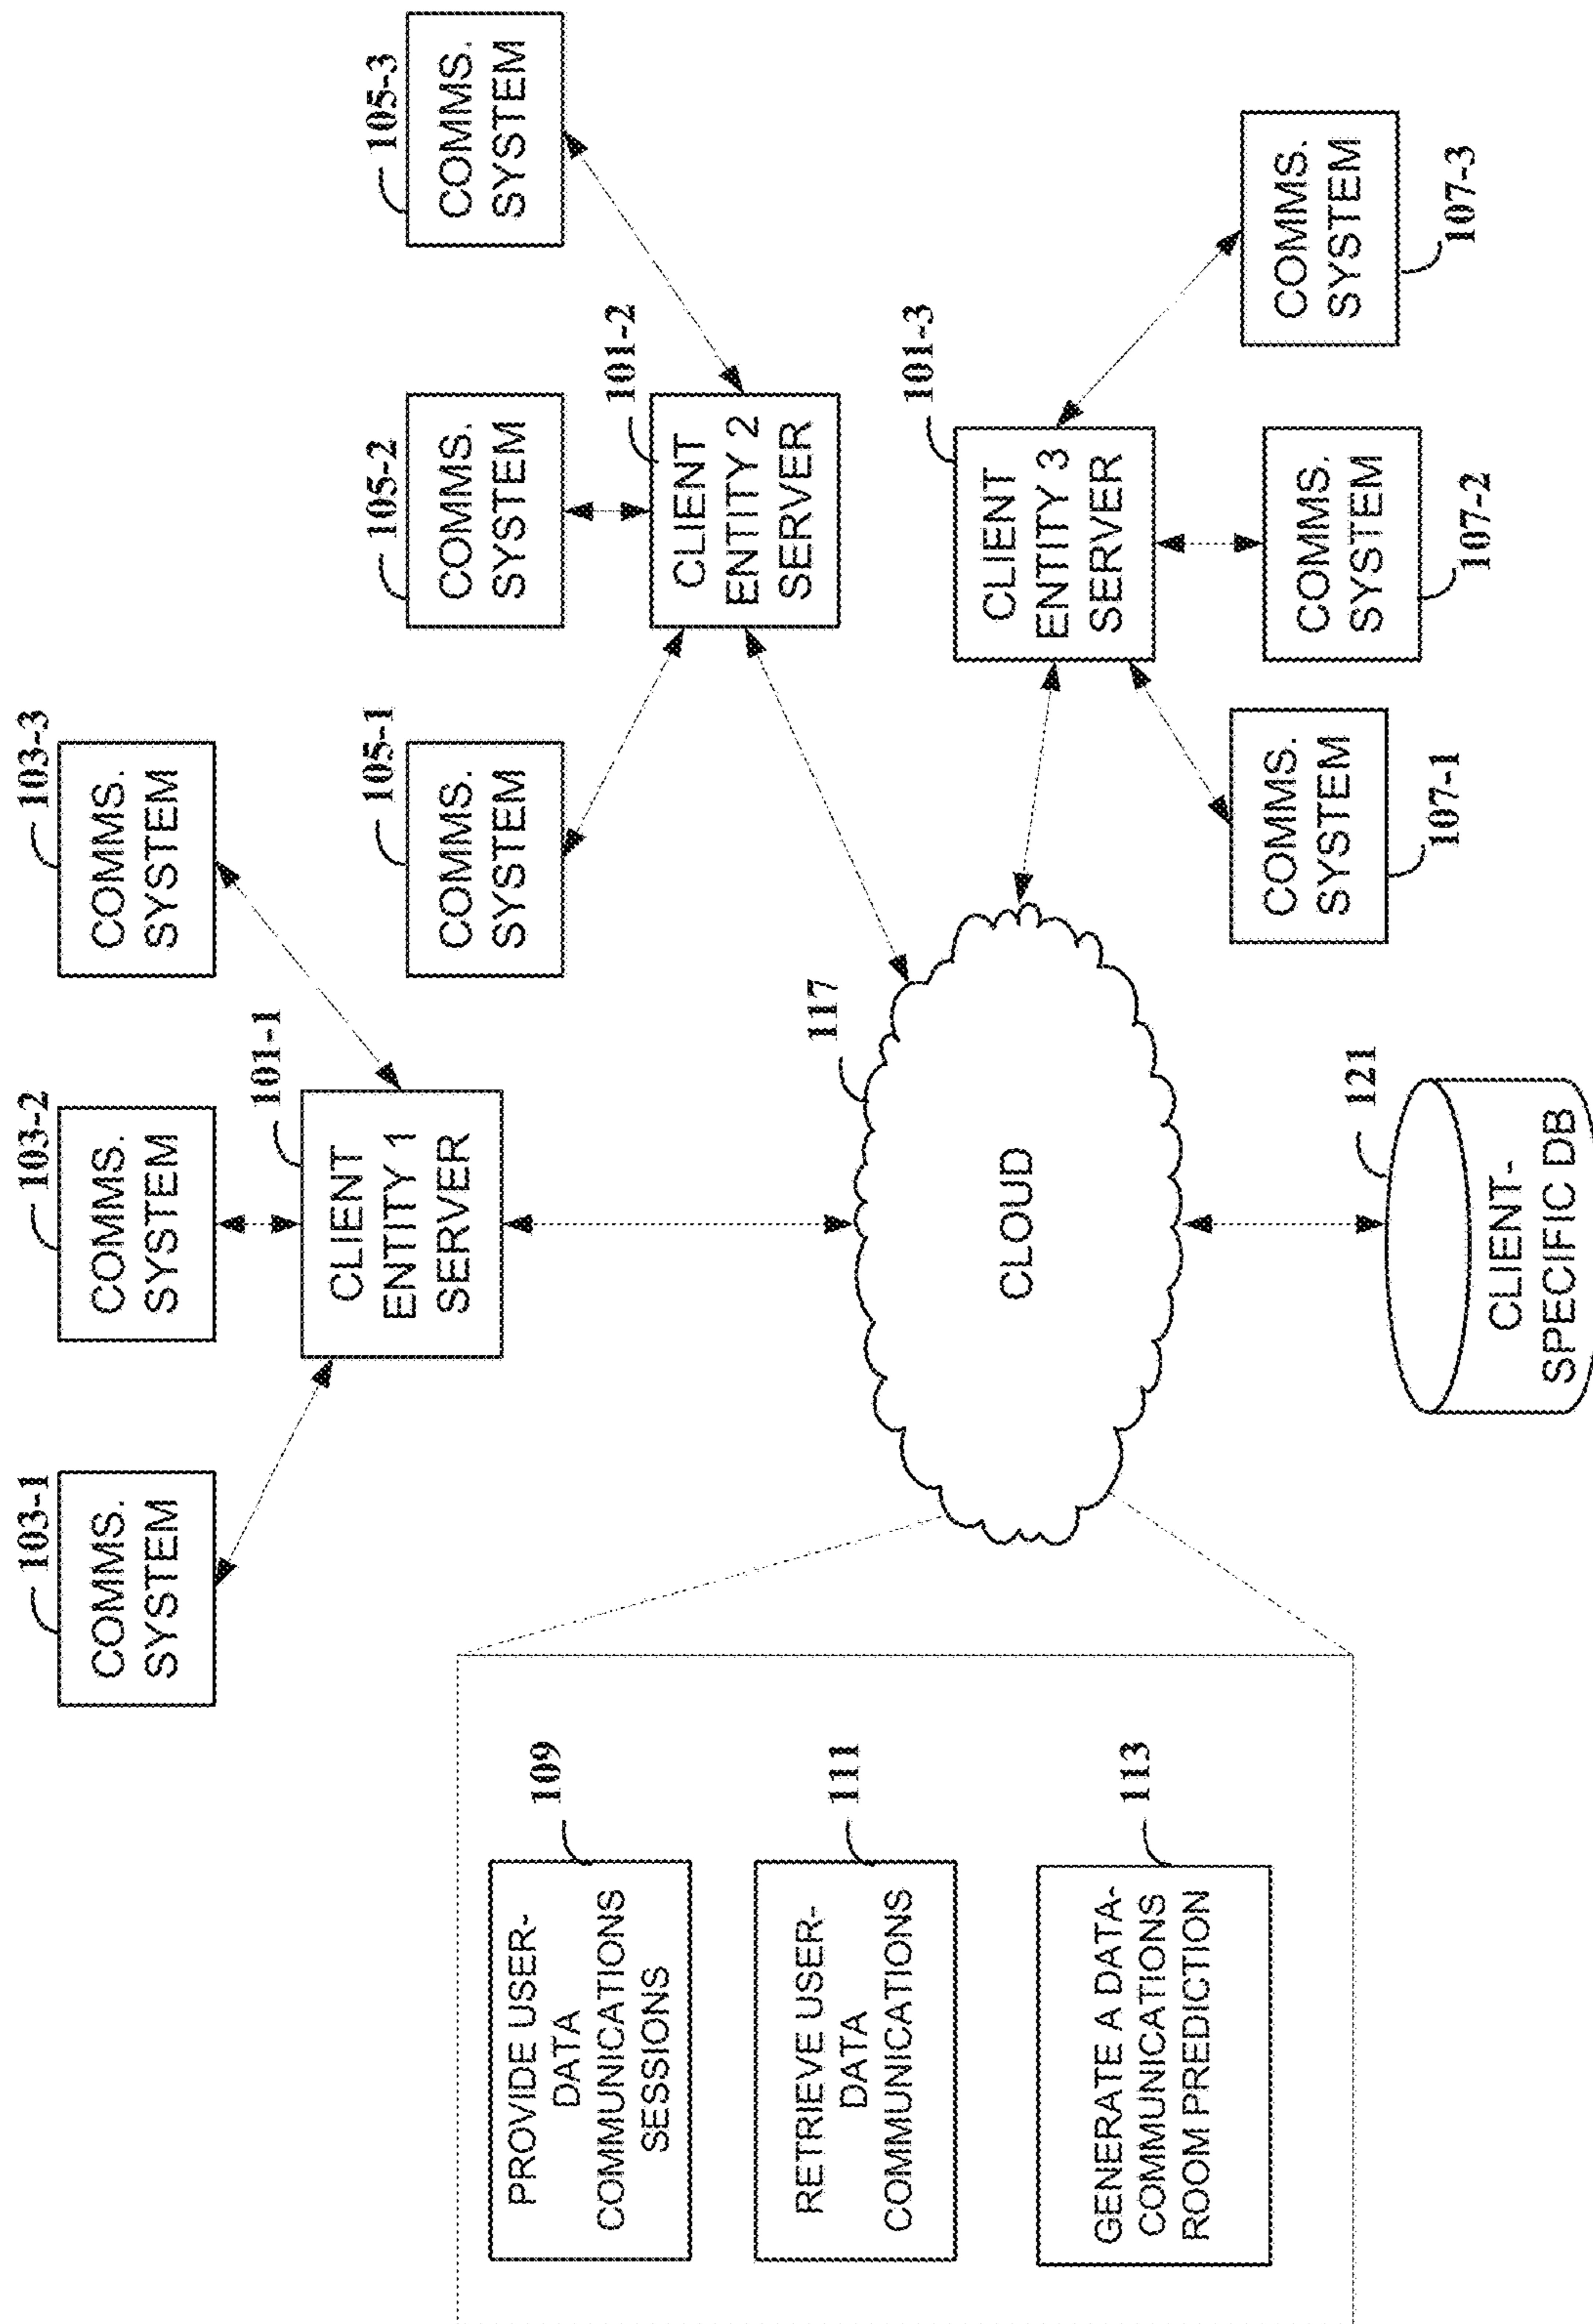 103-1
COMMS.
SYSTEM
103-2
COMMS.
SYSTEM
103-3
COMMS.
SYSTEM
101-1
CLIENT
ENTITY 1
SERVER
105-1
COMMS.
SYSTEM
105-2
COMMS.
SYSTEM
105-3
COMMS.
SYSTEM
101-2
CLIENT
ENTITY 2
SERVER
109
PROVIDE USER-
DATA
COMMUNICATIONS
SESSIONS
111
RETRIEVE USER-
DATA
COMMUNICATIONS
113
GENERATE A DATA-
COMMUNICATIONS
ROOM PREDICTION
117
CLOUD
101-3
CLIENT
ENTITY 3
SERVER
107-1
COMMS.
SYSTEM
107-2
COMMS.
SYSTEM
107-3
COMMS.
SYSTEM
121
CLIENT-
SPECIFIC DB